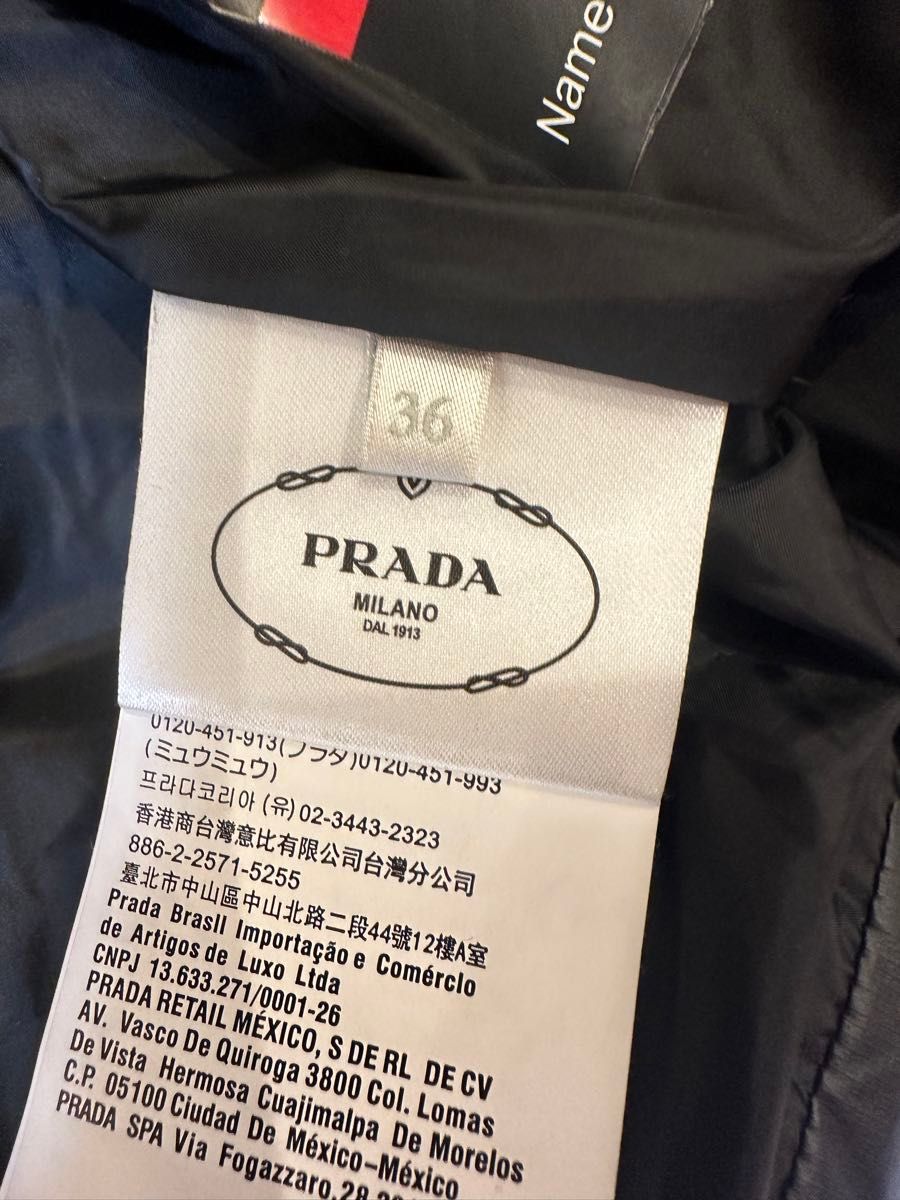 Name
36
PRADA
MILANO
DAL 1913
0120-451-913(プラダ)0120-451-993
(ミュウミュウ)
프라다코리아 (유) 02-3443-2323
香港商台灣意比有限公司台灣分公司
886-2-2571-5255
臺北市中山區中山北路二段44號12樓A室
Prada Brasil Importação e Comércio
de Artigos de Luxo Ltda
CNPJ 13.633.271/0001-26
PRADA RETAIL MÉXICO, S DE RL DE CV
AV. Vasco De Quiroga 3800 Col. Lomas
De Vista Hermosa Cuajimalpa De Morelos
C.P. 05100 Ciudad De México-México
PRADA SPA Via Fogazzaro,28